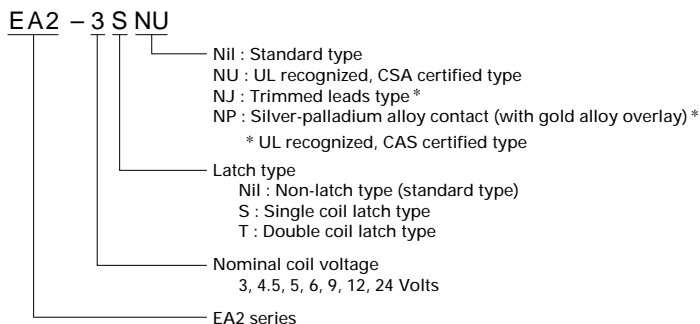 EA2 – 3 S NU
Nil : Standard type
NU : UL recognized, CSA certified type
NJ : Trimmed leads type *
NP : Silver-palladium alloy contact (with gold alloy overlay) *
* UL recognized, CAS certified type
Latch type
Nil : Non-latch type (standard type)
S : Single coil latch type
T : Double coil latch type
Nominal coil voltage
3, 4.5, 5, 6, 9, 12, 24 Volts
EA2 series